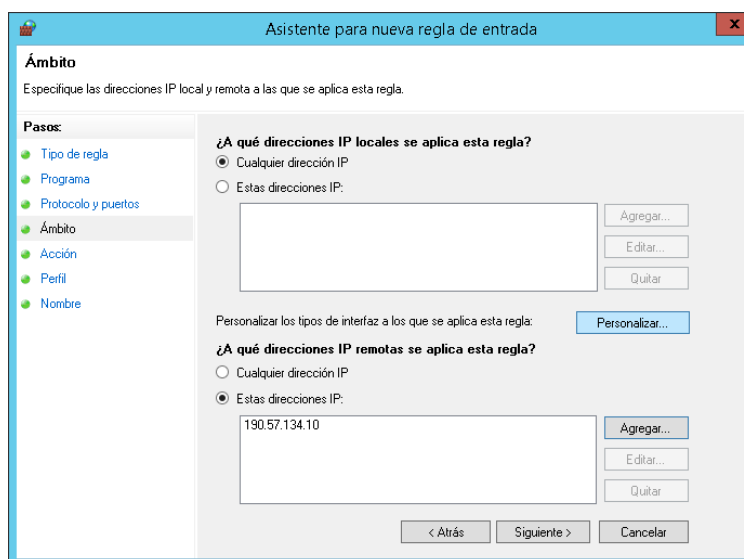 Asistente para nueva regla de entrada
x
Ámbito
Especifique las direcciones IP local y remota a las que se aplica esta regla.
Pasos:
Tipo de regla
Programa
Protocolo y puertos
Ámbito
Acción
Perfil
Nombre
¿A qué direcciones IP locales se aplica esta regla?
Cualquier dirección IP
Estas direcciones IP:
Agregar...
Editar...
Quitar
Personalizar los tipos de interfaz a los que se aplica esta regla:
Personalizar...
¿A qué direcciones IP remotas se aplica esta regla?
Cualquier dirección IP
Estas direcciones IP:
190.57.134.10
Agregar...
Editar...
Quitar
< Atrás
Siguiente >
Cancelar